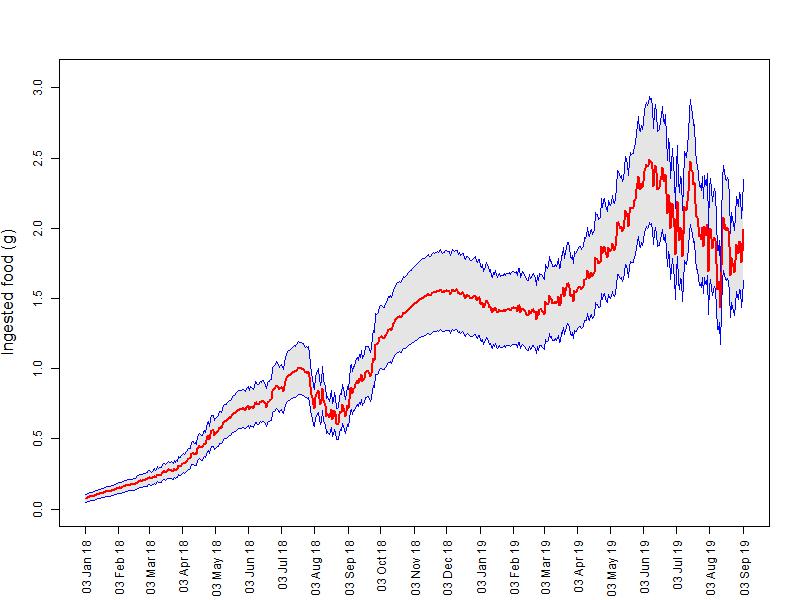 Ingested food (g)
3.0
2.5
2.0
1.5
1.0
0.5
0.0
03 Jan 18
03 Feb 18
03 Mar 18
03 Apr 18
03 May 18
03 Jun 18
03 Jul 18
03 Aug 18
03 Sep 18
03 Oct 18
03 Nov 18
03 Dec 18
03 Jan 19
03 Feb 19
03 Mar 19
03 Apr 19
03 May 19
03 Jun 19
03 Jul 19
03 Aug 19
03 Sep 19